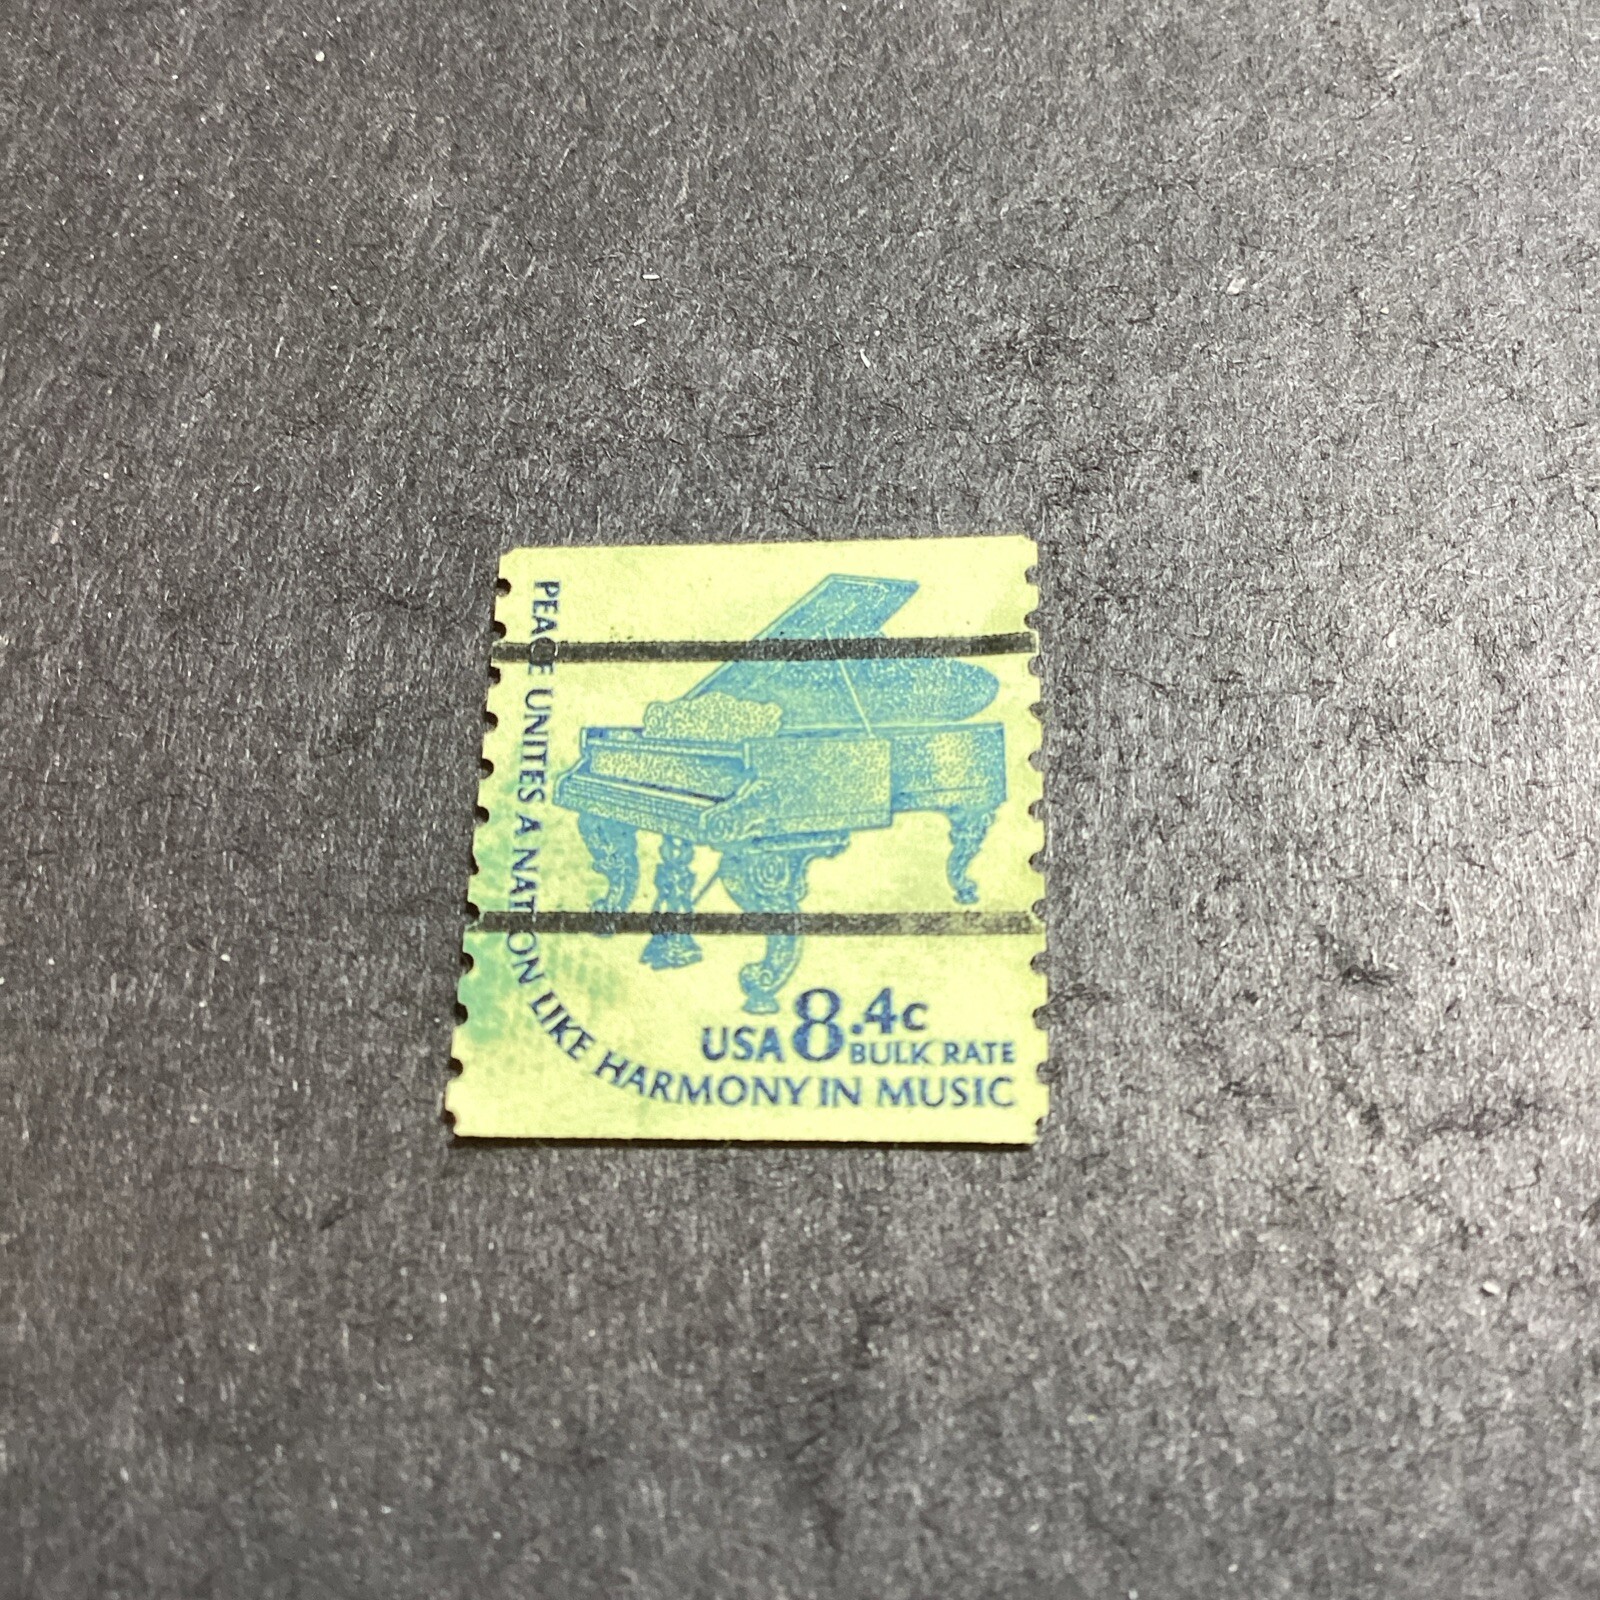 PEACE UNITES A NATION LIKE HARMONY IN MUSIC
USA 8.4c
BULK RATE